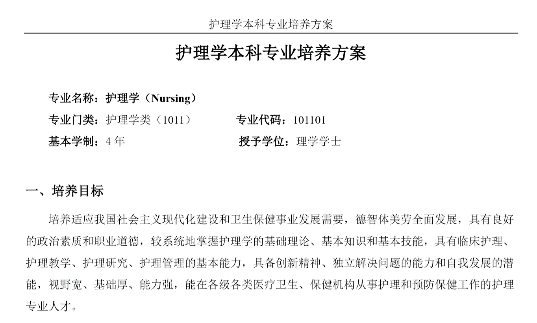 护理学本科专业培养方案
护理学本科专业培养方案
专业名称：护理学（Nursing）
专业门类：护理学类（1011） 专业代码：101101
基本学制：4 年 授予学位：理学学士
一、培养目标
培养适应我国社会主义现代化建设和卫生保健事业发展需要，德智体美劳全面发展，具有良好
的政治素质和职业道德，较系统地掌握护理学的基础理论、基本知识和基本技能，具有临床护理、
护理教学、护理研究、护理管理的基本能力，具备创新精神、独立解决问题的能力和自我发展的潜
能，视野宽、基础厚、能力强，能在各级各类医疗卫生、保健机构从事护理和预防保健工作的护理
专业人才。